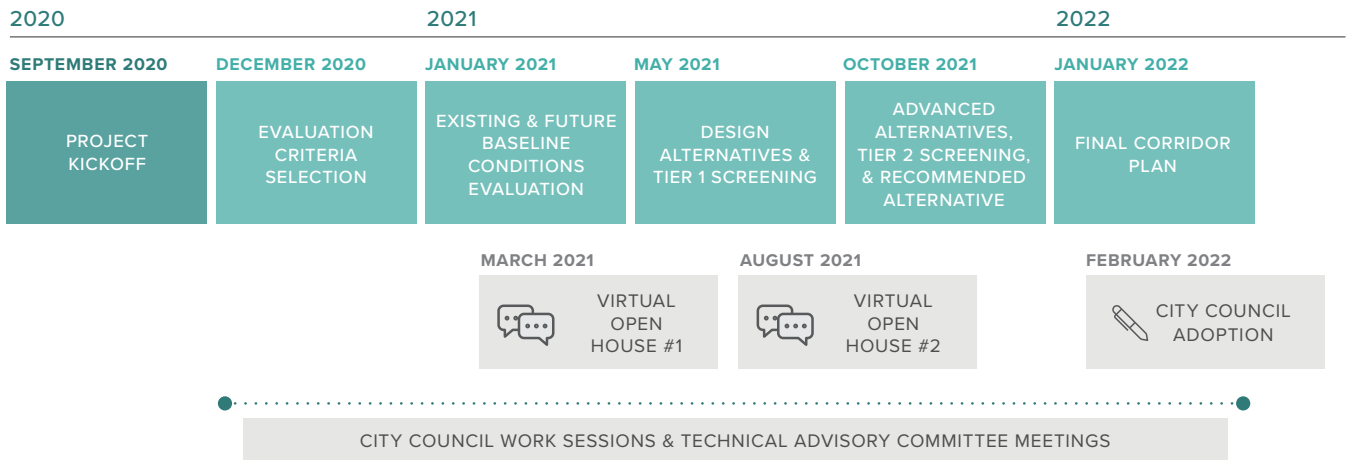 2020
2021
2022
SEPTEMBER 2020
DECEMBER 2020
JANUARY 2021
MAY 2021
OCTOBER 2021
JANUARY 2022
PROJECT
KICKOFF
EVALUATION
CRITERIA
SELECTION
EXISTING & FUTURE
BASELINE
CONDITIONS
EVALUATION
DESIGN
ALTERNATIVES &
TIER 1 SCREENING
ADVANCED
ALTERNATIVES,
TIER 2 SCREENING,
& RECOMMENDED
ALTERNATIVE
FINAL CORRIDOR
PLAN
MARCH 2021
VIRTUAL
OPEN
HOUSE #1
AUGUST 2021
VIRTUAL
OPEN
HOUSE #2
FEBRUARY 2022
CITY COUNCIL
ADOPTION
CITY COUNCIL WORK SESSIONS & TECHNICAL ADVISORY COMMITTEE MEETINGS